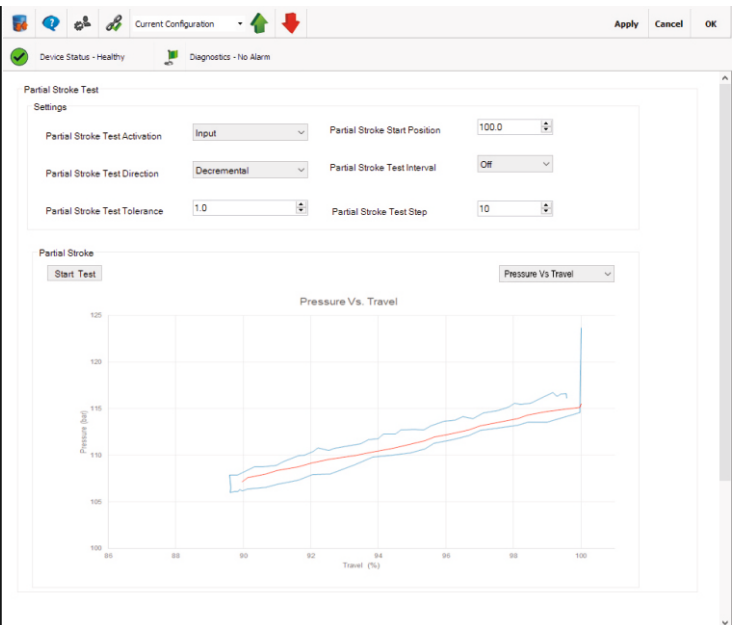 Current Configuration
Apply Cancel OK
Device Status - Healthy Diagnostics - No Alarm
Partial Stroke Test
Settings
Partial Stroke Test Activation Input Partial Stroke Start Position 100.0
Partial Stroke Test Direction Decremental Partial Stroke Test Interval Off
Partial Stroke Test Tolerance 1.0 Partial Stroke Test Step 10
Partial Stroke
Start Test Pressure Vs Travel
Pressure Vs. Travel
125
120
115
110
105
100
Pressure (bar)
86 88 90 92 94 96 98 100
Travel (%)